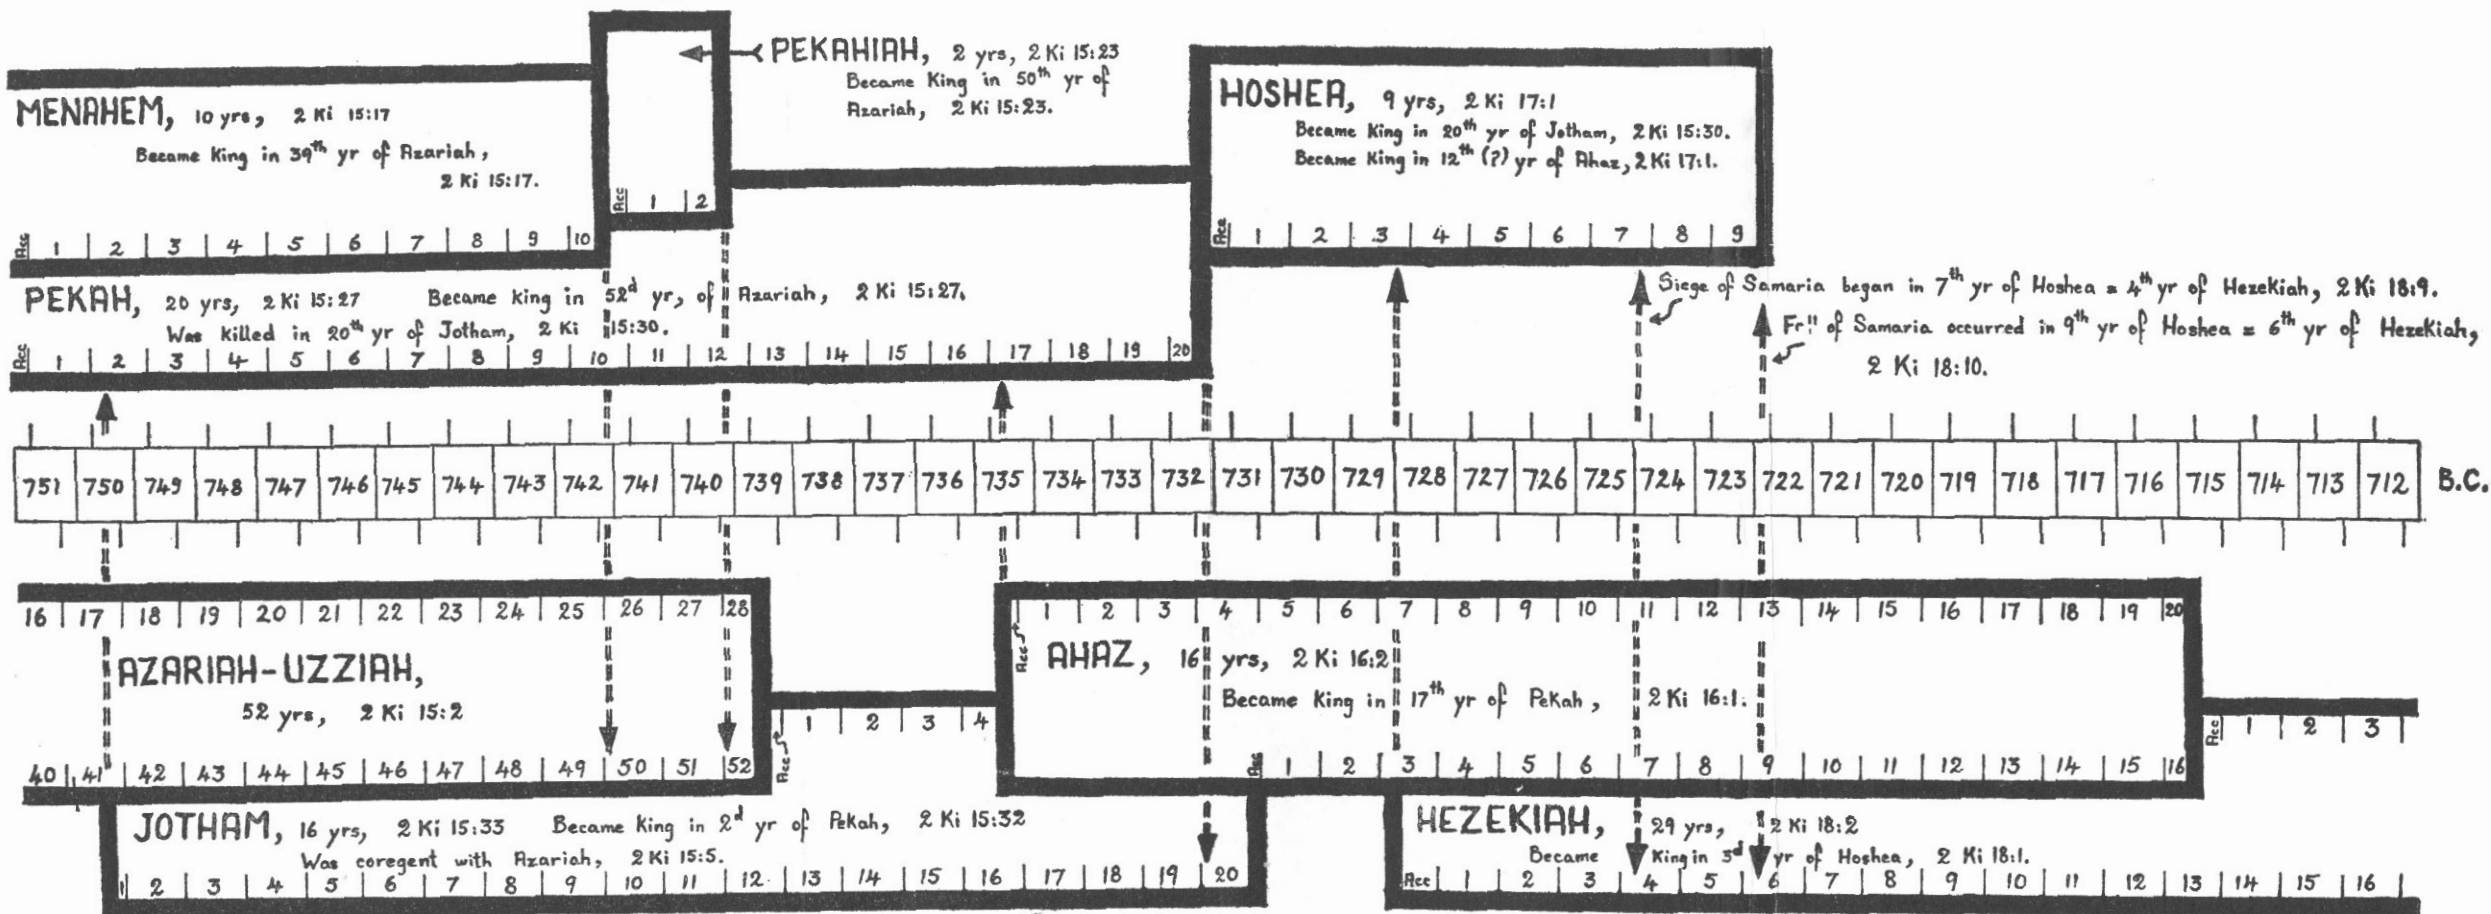 PEKAHIAH, 2 yrs, 2 Ki 15:23
Became King in 50th yr of
Azariah, 2 Ki 15:23.
MENAHEM, 10 yrs, 2 Ki 15:17
Became King in 39th yr of Azariah,
2 Ki 15:17.
Acc 1 2
HOSHEA, 9 yrs, 2 Ki 17:1
Became King in 20th yr of Jotham, 2 Ki 15:30.
Became King in 12th (?) yr of Ahaz, 2 Ki 17:1.
Acc 1 2 3 4 5 6 7 8 9 10
Acc 1 2 3 4 5 6 7 8 9
PEKAH, 20 yrs, 2 Ki 15:27 Became king in 52d yr, of Azariah, 2 Ki 15:27.
Was killed in 20th yr of Jotham, 2 Ki 15:30.
Acc 1 2 3 4 5 6 7 8 9 10 11 12 13 14 15 16 17 18 19 20
Siege of Samaria began in 7th yr of Hoshea = 4th yr of Hezekiah, 2 Ki 18:9.
of Samaria occurred in 9th yr of Hoshea = 6th yr of Hezekiah,
2 Ki 18:10.
751 750 749 748 747 746 745 744 743 742 741 740 739 738 737 736 735 734 733 732 731 730 729 728 727 726 725 724 723 722 721 720 719 718 717 716 715 714 713 712 B.C.
16 17 18 19 20 21 22 23 24 25 26 27 28
Acc 1 2 3 4 5 6 7 8 9 10 11 12 13 14 15 16 17 18 19 20
AZARIAH-UZZIAH,
52 yrs, 2 Ki 15:2
40 41 42 43 44 45 46 47 48 49 50 51 52
Acc 1 2 3 4
AHAZ, 16 yrs, 2 Ki 16:2
Became King in 17th yr of Pekah, 2 Ki 16:1.
Acc 1 2 3 4 5 6 7 8 9 10 11 12 13 14 15 16
Acc 1 2 3
JOTHAM, 16 yrs, 2 Ki 15:33 Became King in 2d yr of Pekah, 2 Ki 15:32
Was coregent with Azariah, 2 Ki 15:5.
1 2 3 4 5 6 7 8 9 10 11 12 13 14 15 16 17 18 19 20
HEZEKIAH, 29 yrs, 2 Ki 18:2
Became King in 3d yr of Hoshea, 2 Ki 18:1.
Acc 1 2 3 4 5 6 7 8 9 10 11 12 13 14 15 16